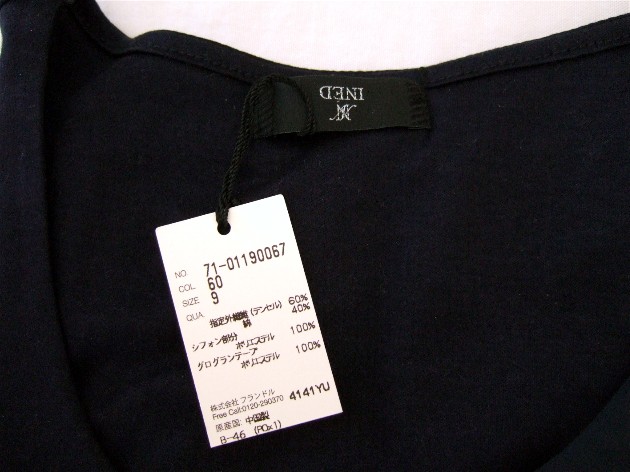 INED
NO. 71-01190067
COL. 60
SIZE 9
QUA.
指定外繊維(テンセル) 60%
綿 40%
シフォン部分
ポリエステル 100%
グログランテープ
ポリエステル 100%
株式会社 フランドル
Free Call:0120-290370 4141YU
原産国: 中国製
B-46 (POx1)